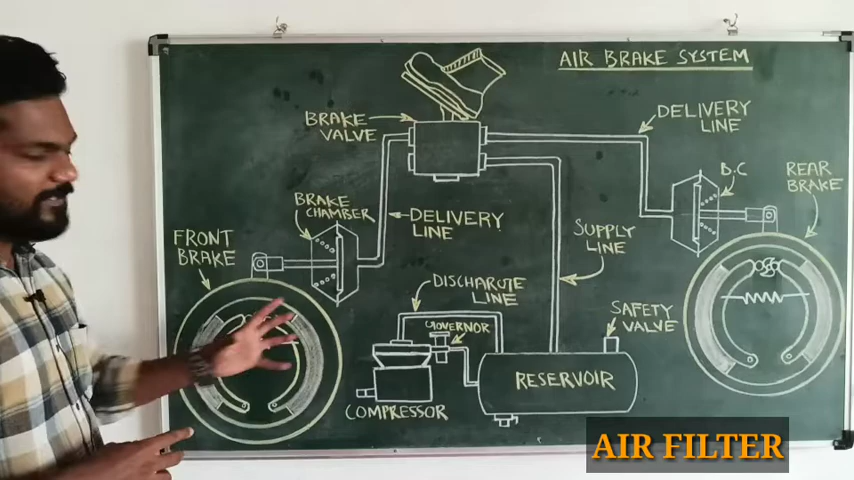 AIR BRAKE SYSTEM
BRAKE
VALVE
DELIVERY
LINE
B.C
REAR
BRAKE
BRAKE
CHAMBER
DELIVERY
LINE
SUPPLY
LINE
FRONT
BRAKE
DISCHAROTE
LINE
GOVERNOR
SAFETY
VALVE
RESERVOIR
COMPRESSOR
AIR FILTER